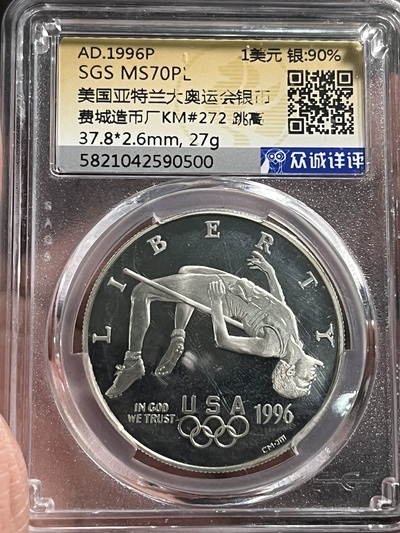 AD.1996P 1美元 银:90%
SGS MS70PL
美国亚特兰大奥运会银币
费城造币厂KM#272 跳高
37.8*2.6mm, 27g
5821042590500 众诚详评
LIBERTY
IN GOD
WE TRUST
USA
1996